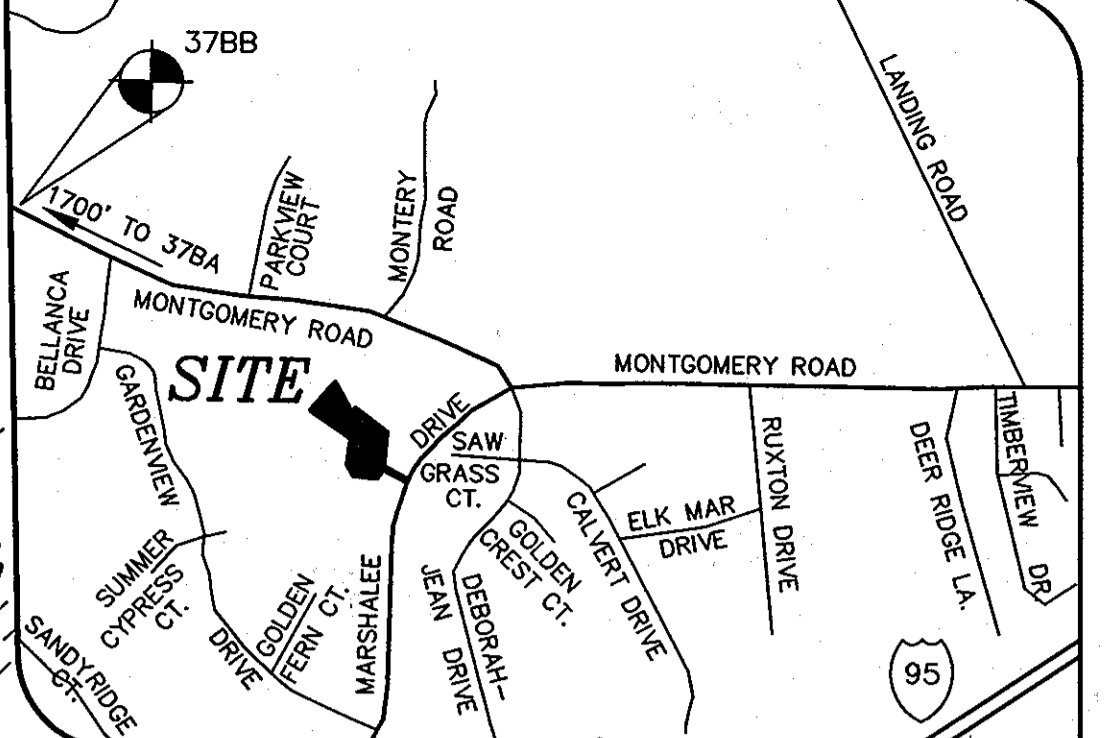 37BB
LANDING ROAD
1700' TO 37BA
PARKVIEW
COURT
MONTERY
ROAD
BELLANCA
DRIVE
MONTGOMERY ROAD
MONTGOMERY ROAD
SITE
GARDENVIEW
DRIVE
MARSHALEE
DRIVE
SAW
GRASS
CT.
GOLDEN
CREST CT.
CALVERT DRIVE
ELK MAR
DRIVE
RUXTON DRIVE
DEER RIDGE LA.
TIMBERVIEW DR.
SUMMER
CYPRESS
CT.
GOLDEN
FERN CT.
DEBORAH-
JEAN DRIVE
SANDY RIDGE
CT.
95